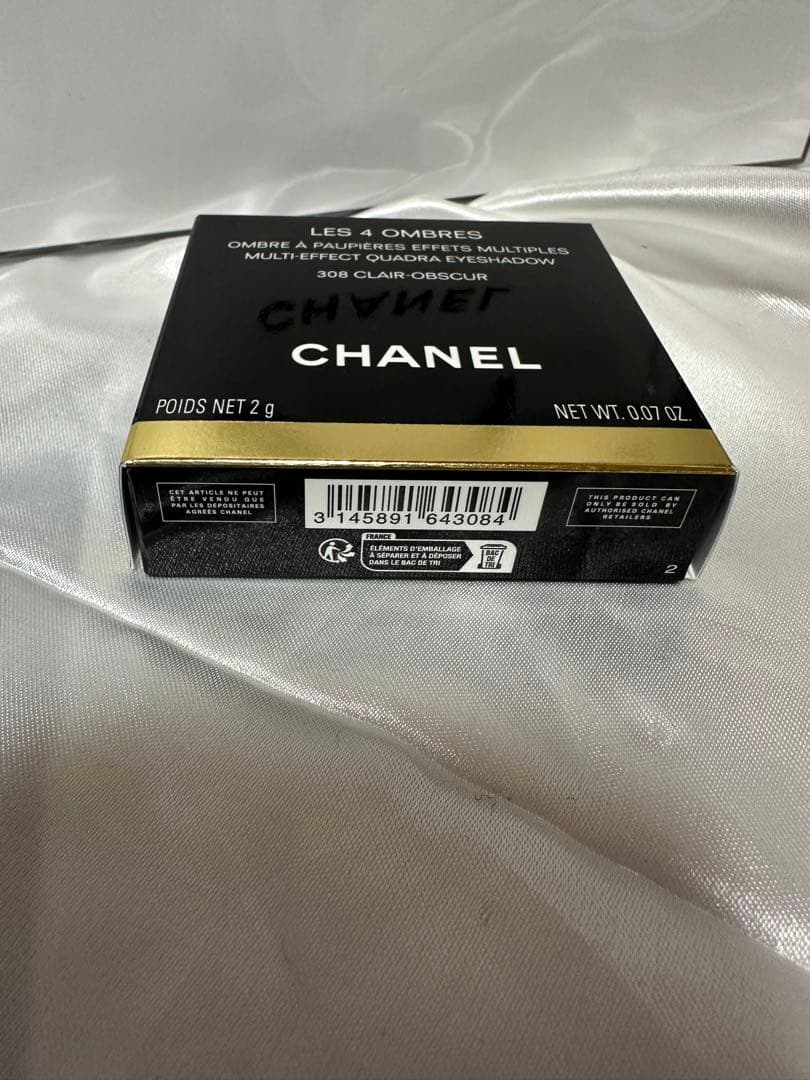 LES 4 OMBRES
OMBRE À PAUPIÈRES EFFETS MULTIPLES
MULTI-EFFECT QUADRA EYESHADOW
308 CLAIR-OBSCUR
CHANEL
CHANEL
POIDS NET 2 g
NET WT. 0.07 OZ.
CET ARTICLE NE PEUT
ÊTRE VENDU QUE
PAR LES DÉPOSITAIRES
AGRÉÉS CHANEL
3 145891 643084
THIS PRODUCT CAN
ONLY BE SOLD BY
AUTHORISED CHANEL
RETAILERS
FRANCE
ÉLÉMENTS D'EMBALLAGE
À SÉPARER ET À DÉPOSER
DANS LE BAC DE TRI
BAC
DE
TRI
2